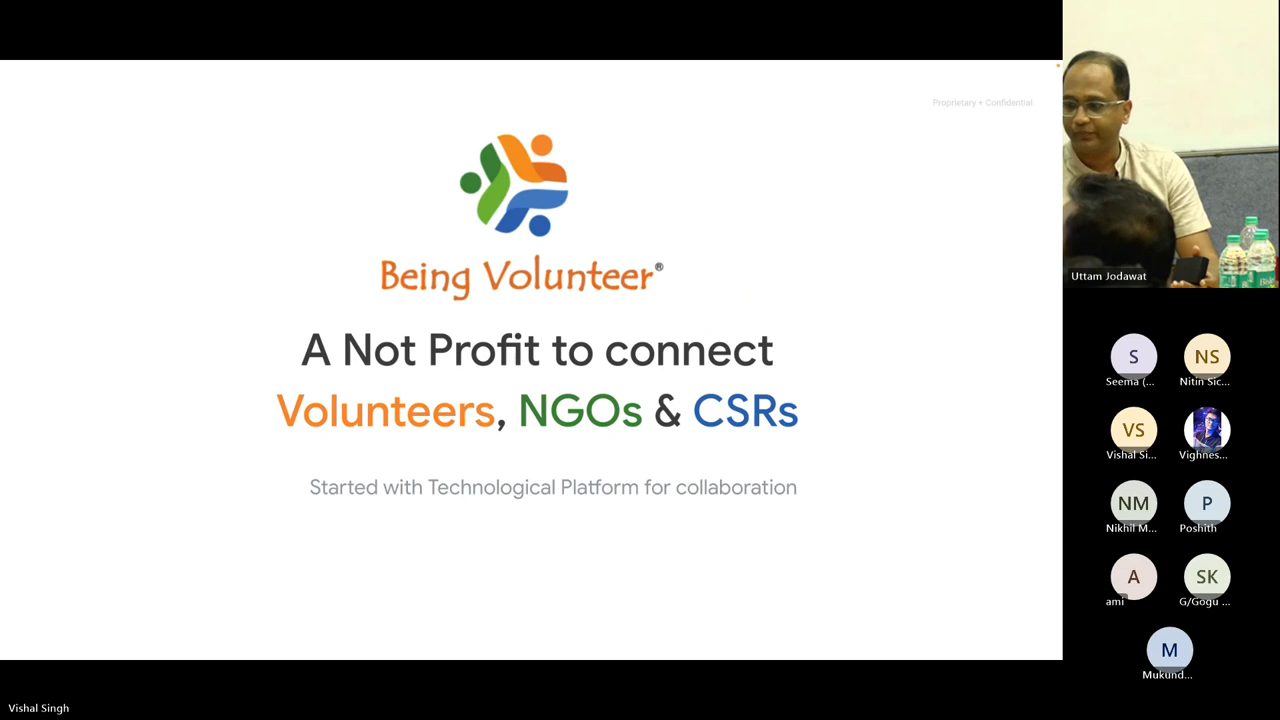 Proprietary + Confidential
Being Volunteer®
A Not Profit to connect
Volunteers, NGOs & CSRs
Started with Technological Platform for collaboration
Uttam Jodawat
S
NS
Seema (...
Nitin Sic...
VS
Vishal Si...
Vighnes...
NM
P
Nikhil M...
Poshith
A
SK
ami
G/Gogu ...
M
Mukund...
Vishal Singh